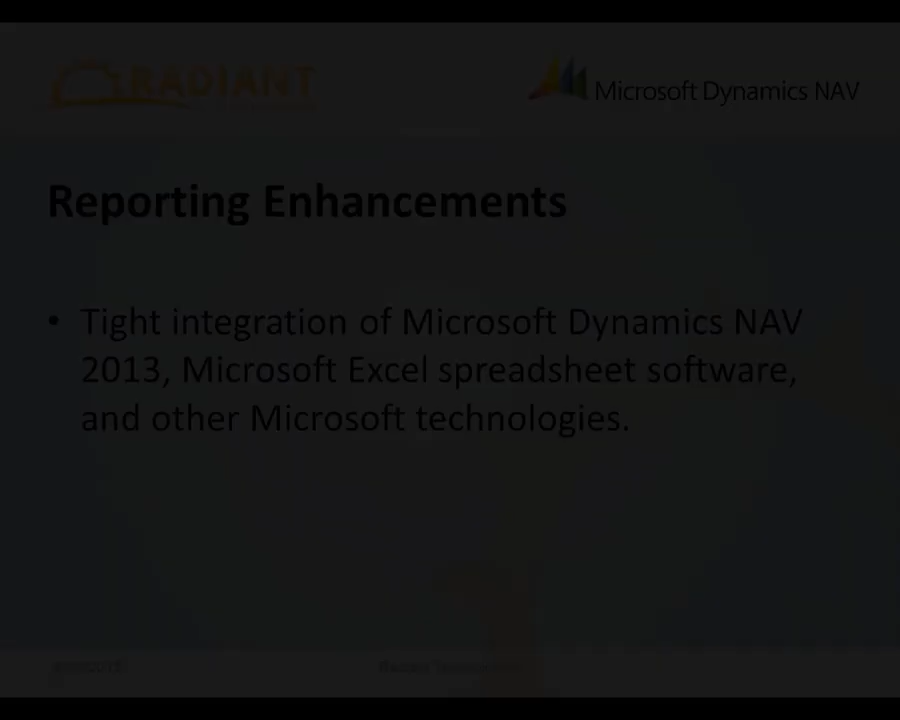 RADIANT
Microsoft Dynamics NAV
Reporting Enhancements
• Tight integration of Microsoft Dynamics NAV
2013, Microsoft Excel spreadsheet software,
and other Microsoft technologies.